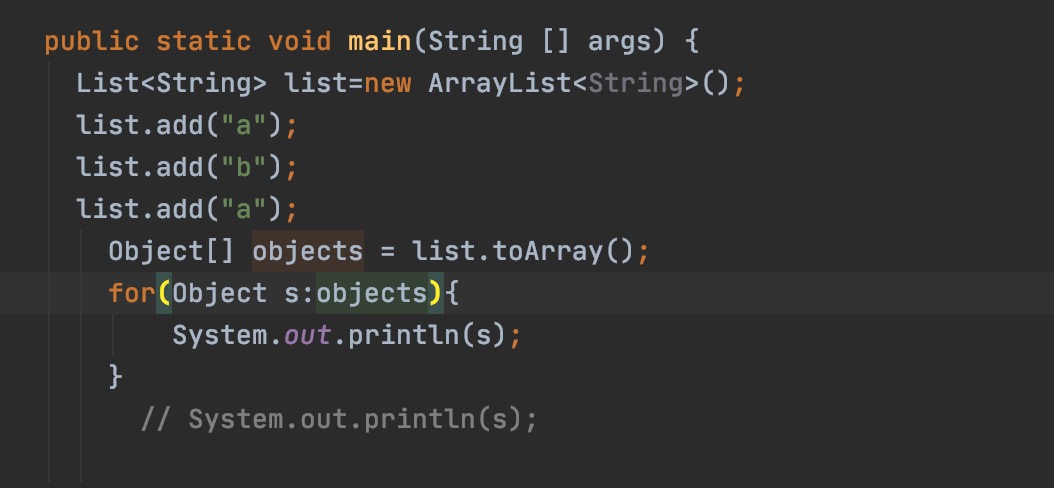 public static void main(String [] args) {
List<String> list=new ArrayList<String>();
list.add("a");
list.add("b");
list.add("a");
Object[] objects = list.toArray();
for(Object s:objects){
System.out.println(s);
}
// System.out.println(s);